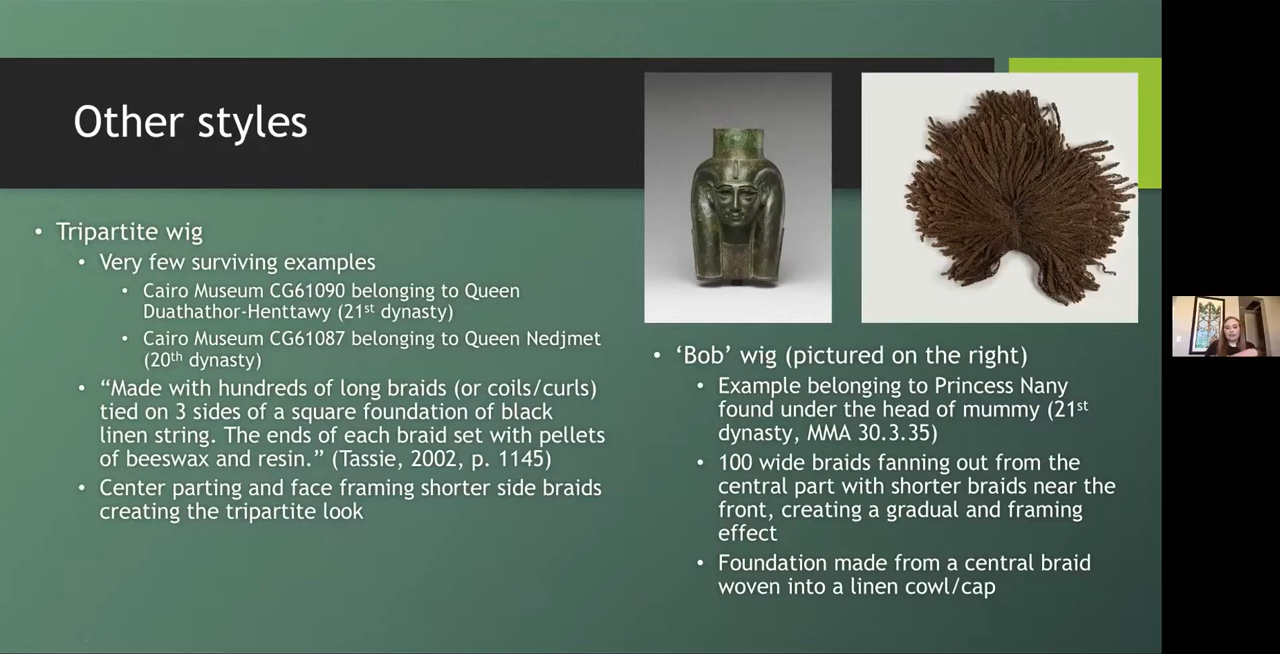 Other styles
• Tripartite wig
• Very few surviving examples
• Cairo Museum CG61090 belonging to Queen
Duathathor-Henttawy (21st dynasty)
• Cairo Museum CG61087 belonging to Queen Nedjmet
(20th dynasty)
• “Made with hundreds of long braids (or coils/curls)
tied on 3 sides of a square foundation of black
linen string. The ends of each braid set with pellets
of beeswax and resin.” (Tassie, 2002, p. 1145)
• Center parting and face framing shorter side braids
creating the tripartite look
• ‘Bob’ wig (pictured on the right)
• Example belonging to Princess Nany
found under the head of mummy (21st
dynasty, MMA 30.3.35)
• 100 wide braids fanning out from the
central part with shorter braids near the
front, creating a gradual and framing
effect
• Foundation made from a central braid
woven into a linen cowl/cap